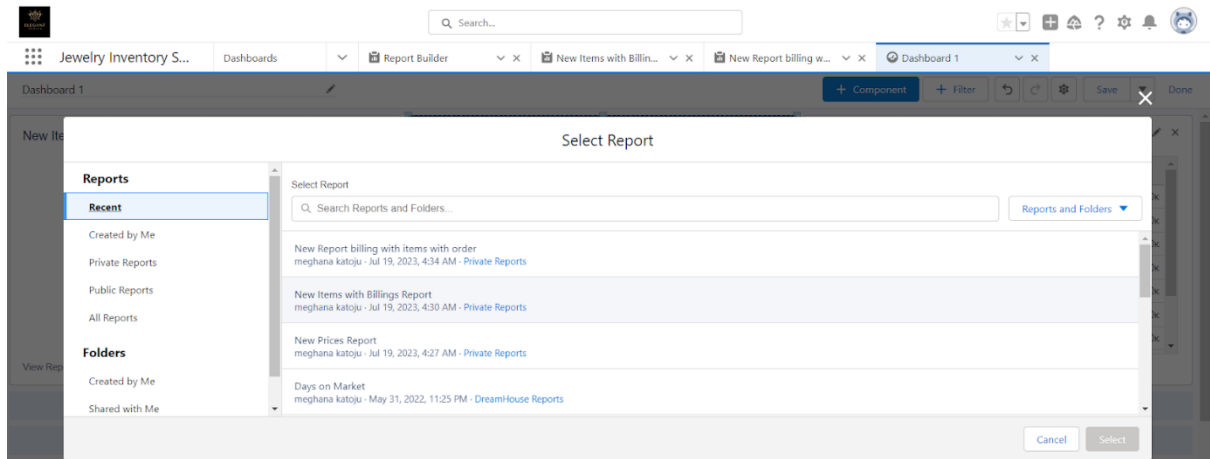 ELEGANT
Search...
Jewelry Inventory S...
Dashboards
Report Builder
New Items with Billin...
New Report billing w...
Dashboard 1
Dashboard 1
+ Component
+ Filter
Save
Done
New Ite
Select Report
Reports
Recent
Created by Me
Private Reports
Public Reports
All Reports
Folders
Created by Me
Shared with Me
Select Report
Search Reports and Folders...
Reports and Folders
New Report billing with items with order
meghana katoju · Jul 19, 2023, 4:34 AM · Private Reports
New Items with Billings Report
meghana katoju · Jul 19, 2023, 4:30 AM · Private Reports
New Prices Report
meghana katoju · Jul 19, 2023, 4:27 AM · Private Reports
Days on Market
meghana katoju · May 31, 2022, 11:25 PM · DreamHouse Reports
View Rep
Cancel
Select